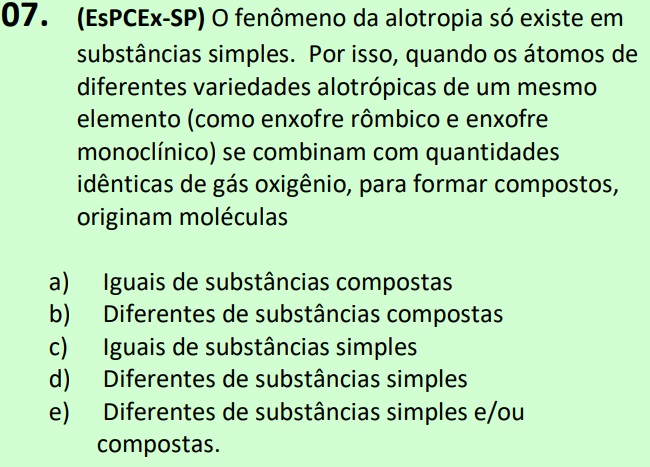 07. (EsPCEx-SP) O fenômeno da alotropia só existe em
substâncias simples. Por isso, quando os átomos de
diferentes variedades alotrópicas de um mesmo
elemento (como enxofre rômbico e enxofre
monoclínico) se combinam com quantidades
idênticas de gás oxigênio, para formar compostos,
originam moléculas
a) Iguais de substâncias compostas
b) Diferentes de substâncias compostas
c) Iguais de substâncias simples
d) Diferentes de substâncias simples
e) Diferentes de substâncias simples e/ou
compostas.